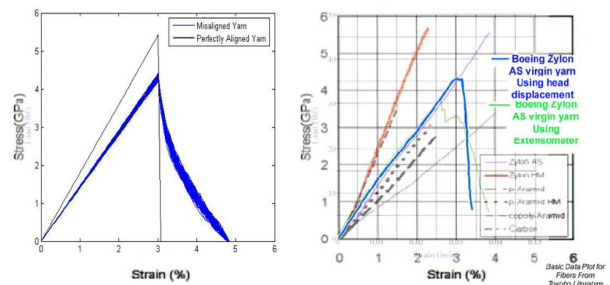 Misaligned Yarn
Perfectly Aligned Yarn
Stress(GPa)
6
5
4
3
2
1
0
0 1 2 3 4 5 6
Strain (%)
Boeing Zylon
AS virgin yarn
Using head
displacement
Boeing Zylon
AS virgin yarn
Using
Extensometer
Zylon AS
Zylon HM
p-Aramid
p-Aramid HM
copoly-Aramid
Carbon
Stress(GPa)
6
5
4
3
2
1
0
0 1 2 3 4 5 6
Strain (%)
Basic Data Plot for
Fibers From
Toyobo Literature